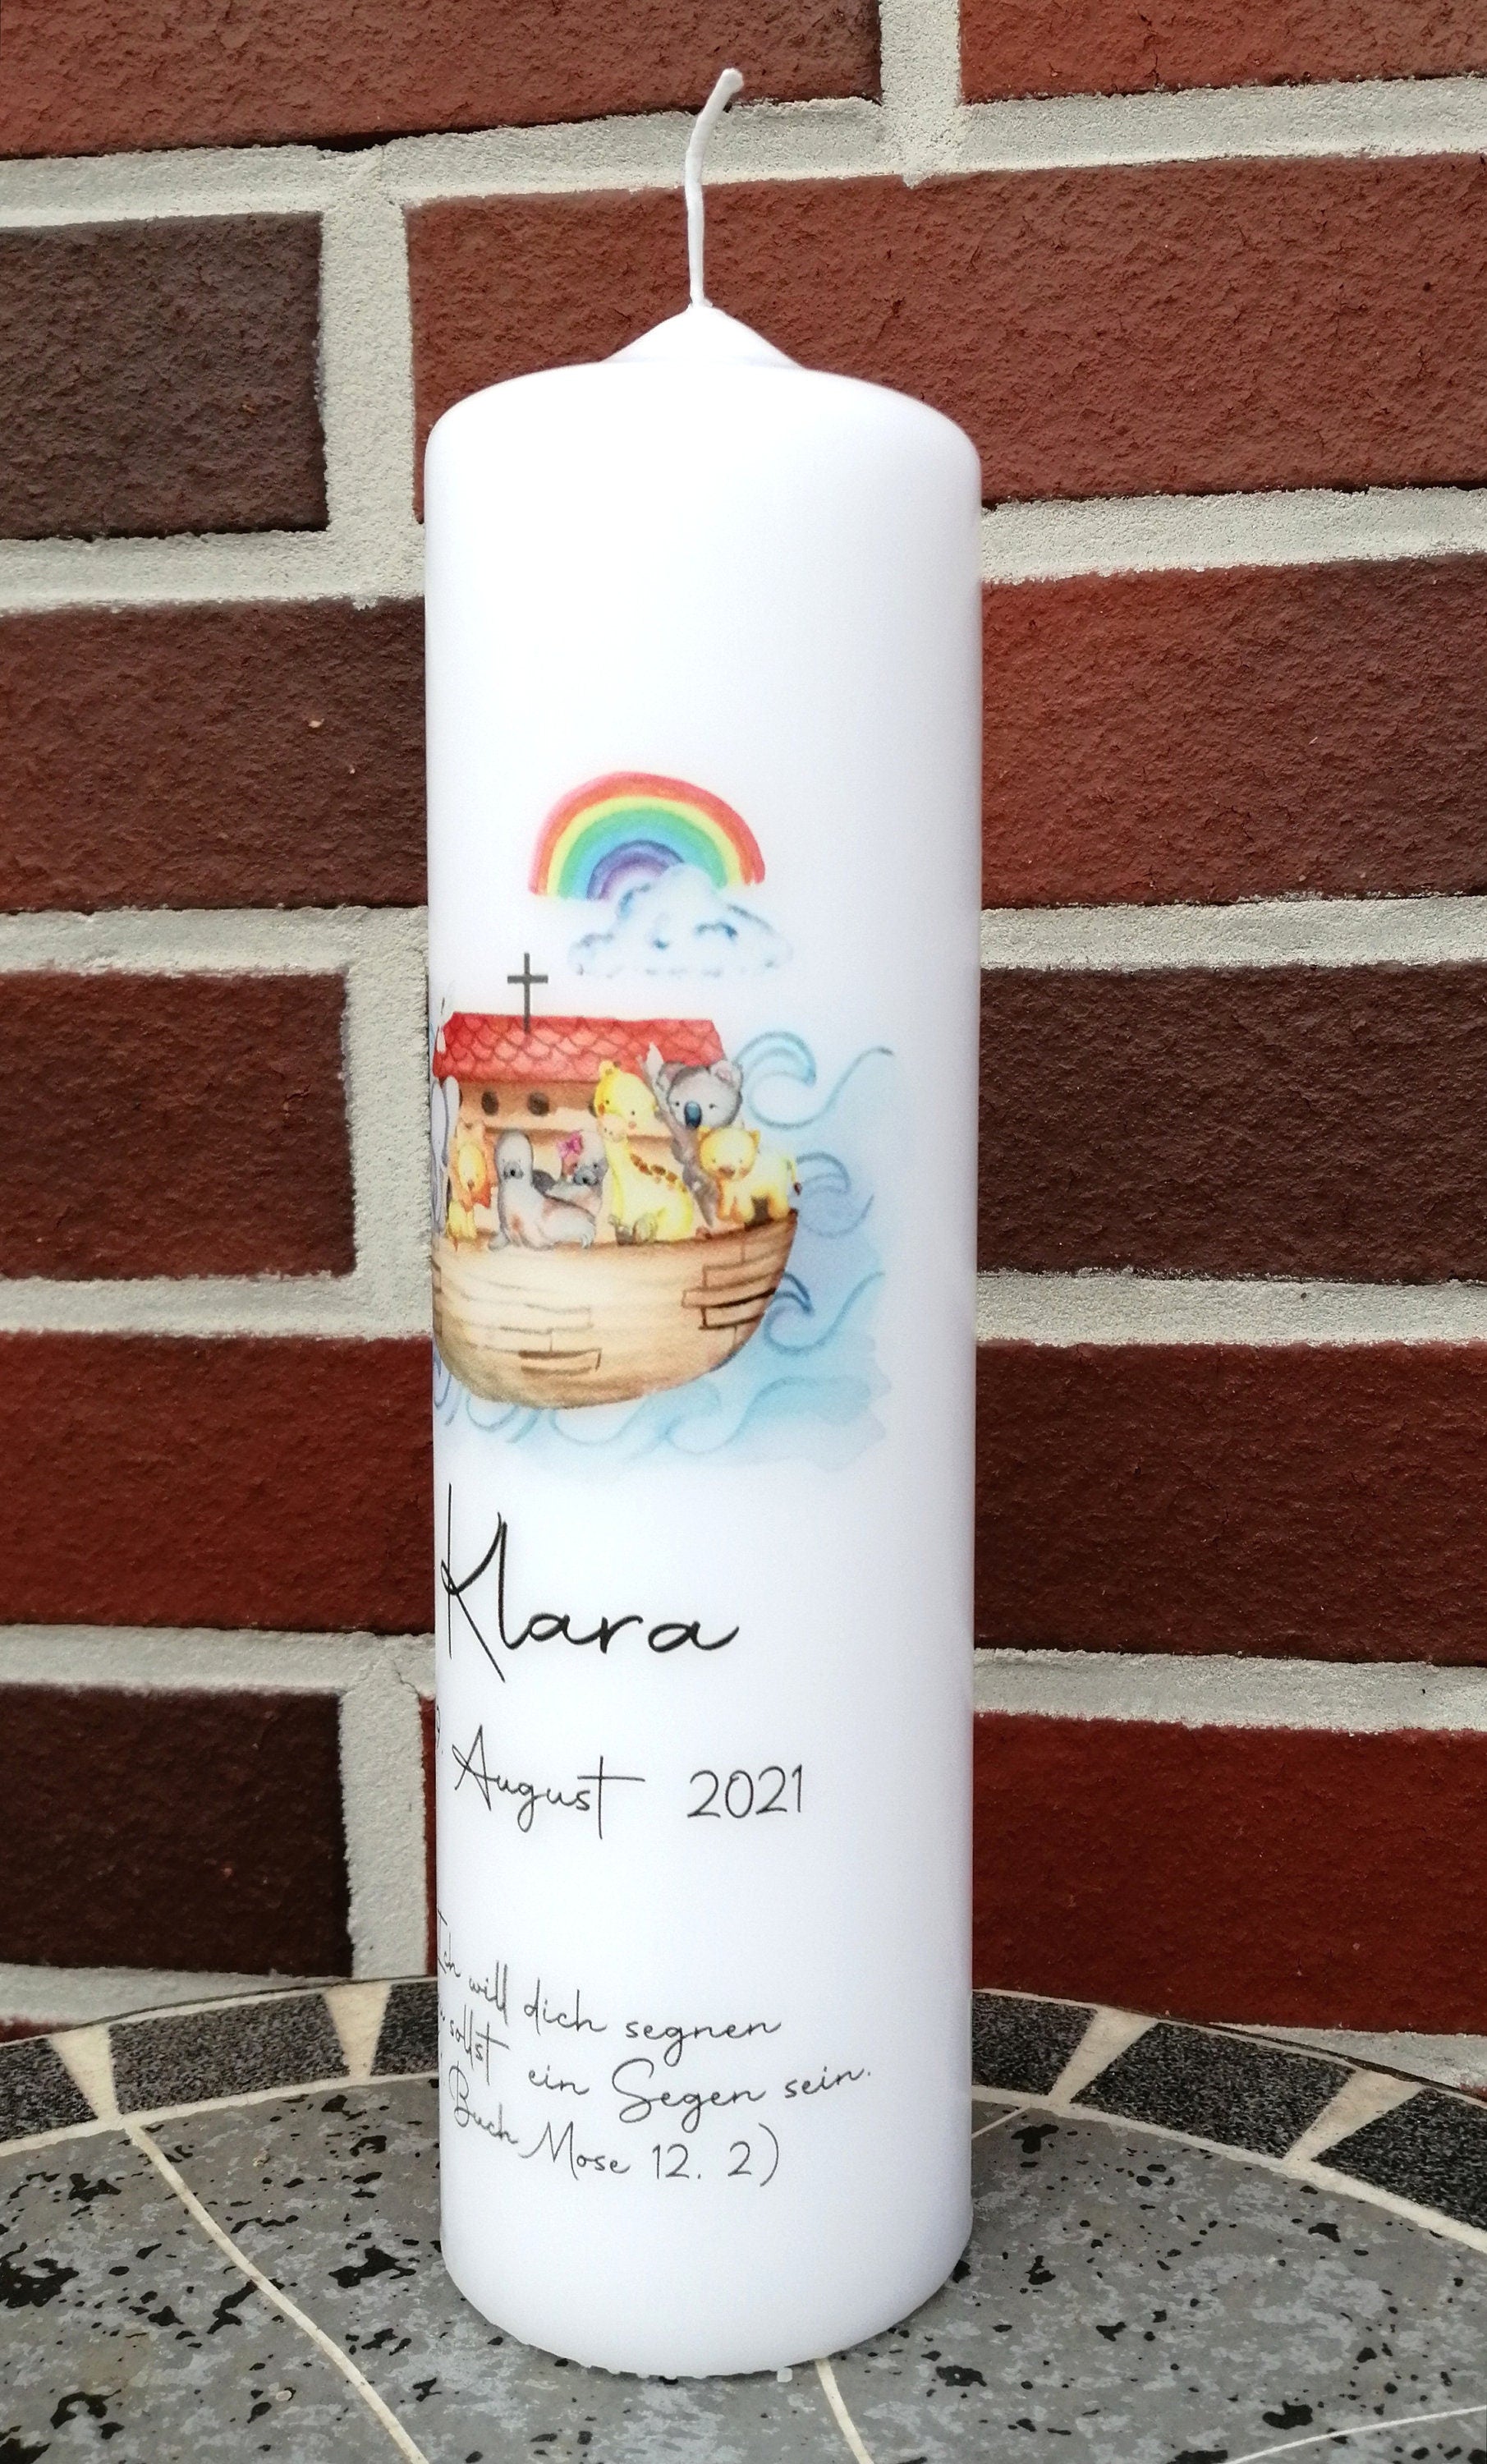 Klara
August 2021
Ich will dich segnen
sollst ein Segen sein.
Buch Mose 12. 2)